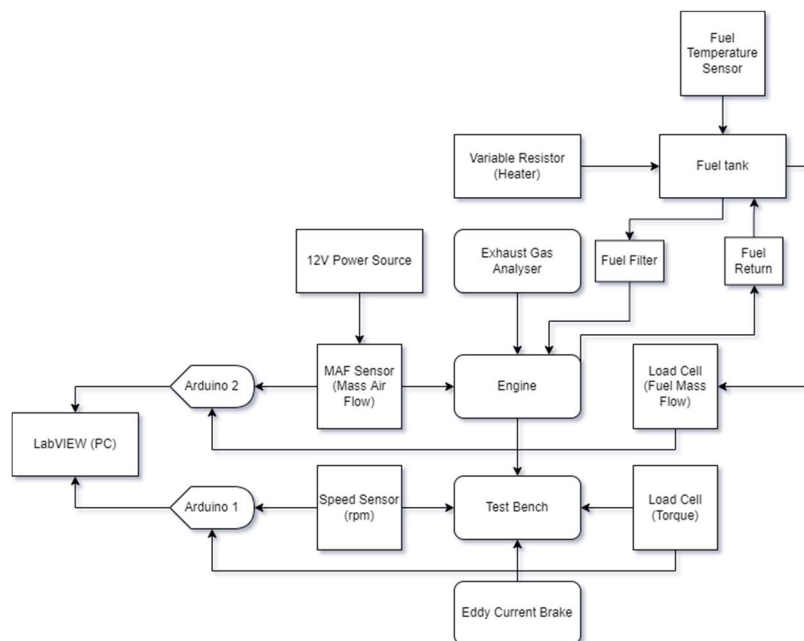 Fuel
Temperature
Sensor
Variable Resistor
(Heater)
Fuel tank
12V Power Source
Exhaust Gas
Analyser
Fuel Filter
Fuel
Return
Arduino 2
MAF Sensor
(Mass Air
Flow)
Engine
Load Cell
(Fuel Mass
Flow)
LabVIEW (PC)
Arduino 1
Speed Sensor
(rpm)
Test Bench
Load Cell
(Torque)
Eddy Current Brake